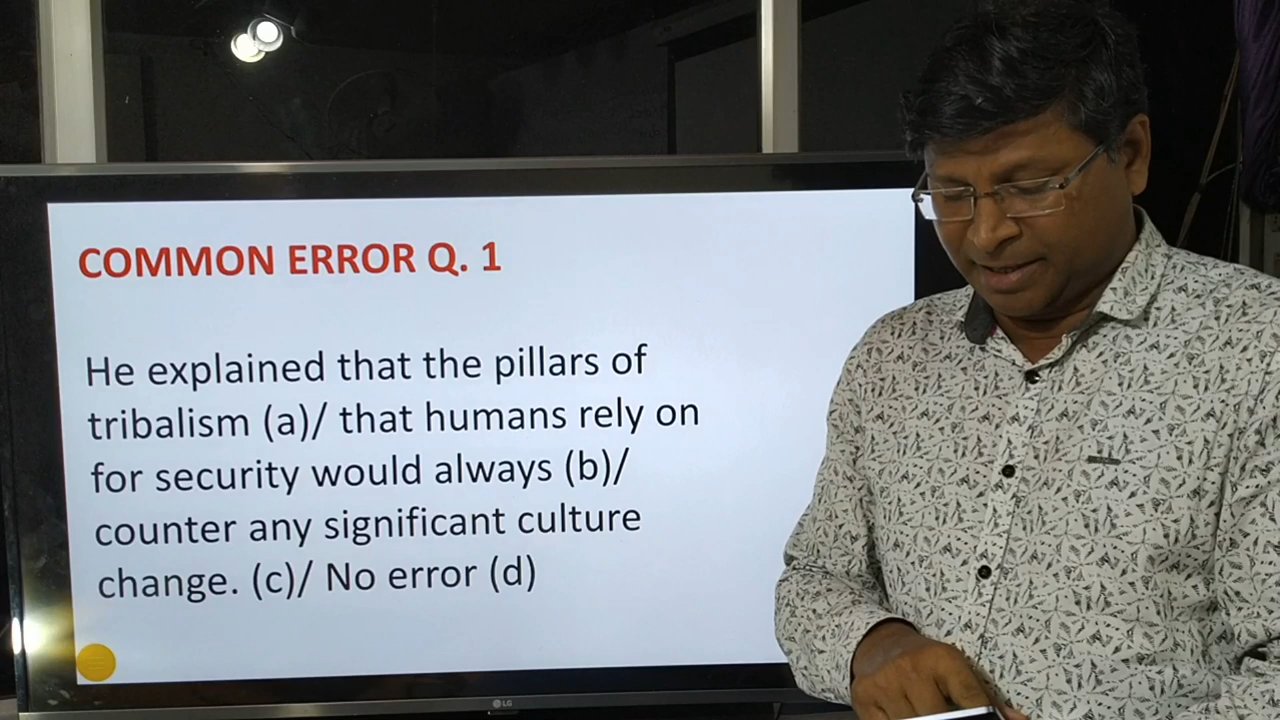 COMMON ERROR Q. 1
He explained that the pillars of
tribalism (a)/ that humans rely on
for security would always (b)/
counter any significant culture
change. (c)/ No error (d)
LG